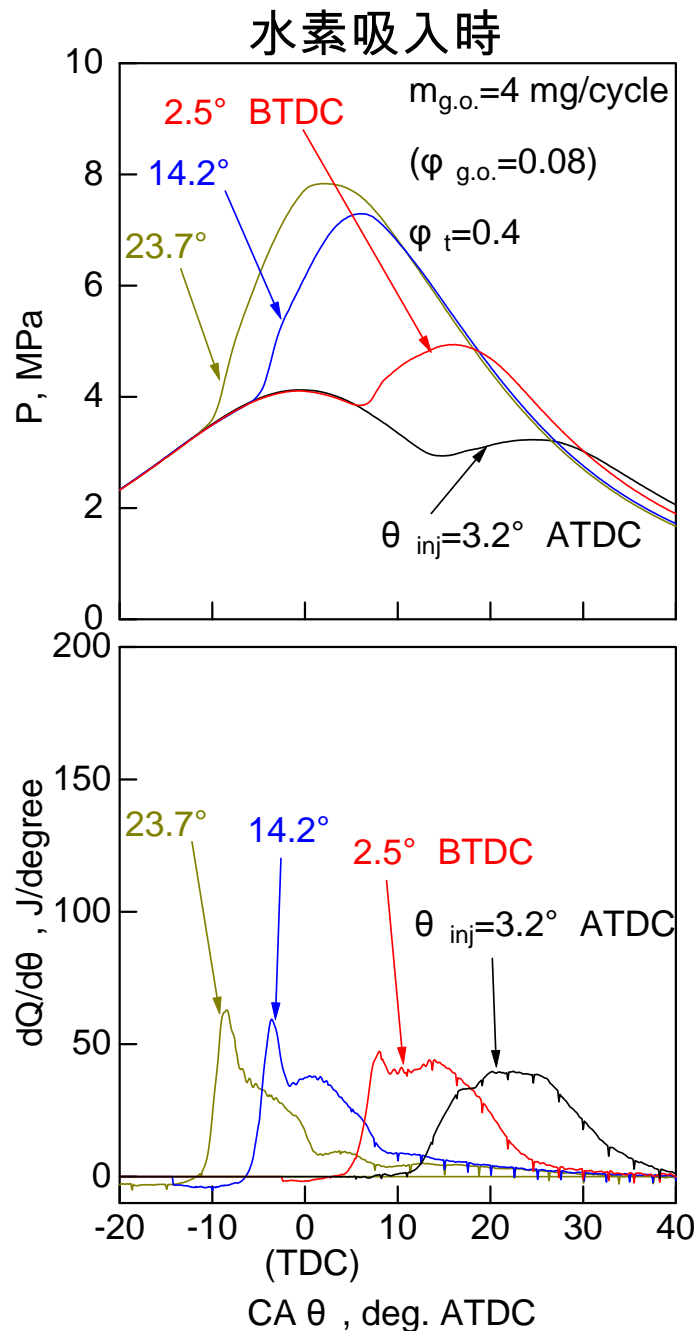 水素吸入時
10
8
6
4
2
0
P, MPa
2.5° BTDC
14.2°
23.7°
m g.o.=4 mg/cycle
(φ g.o.=0.08)
φ t=0.4
θ inj=3.2° ATDC
200
150
100
50
0
dQ/dθ , J/degree
23.7°
14.2°
2.5° BTDC
θ inj=3.2° ATDC
-20 -10 0 10 20 30 40
(TDC)
CA θ , deg. ATDC